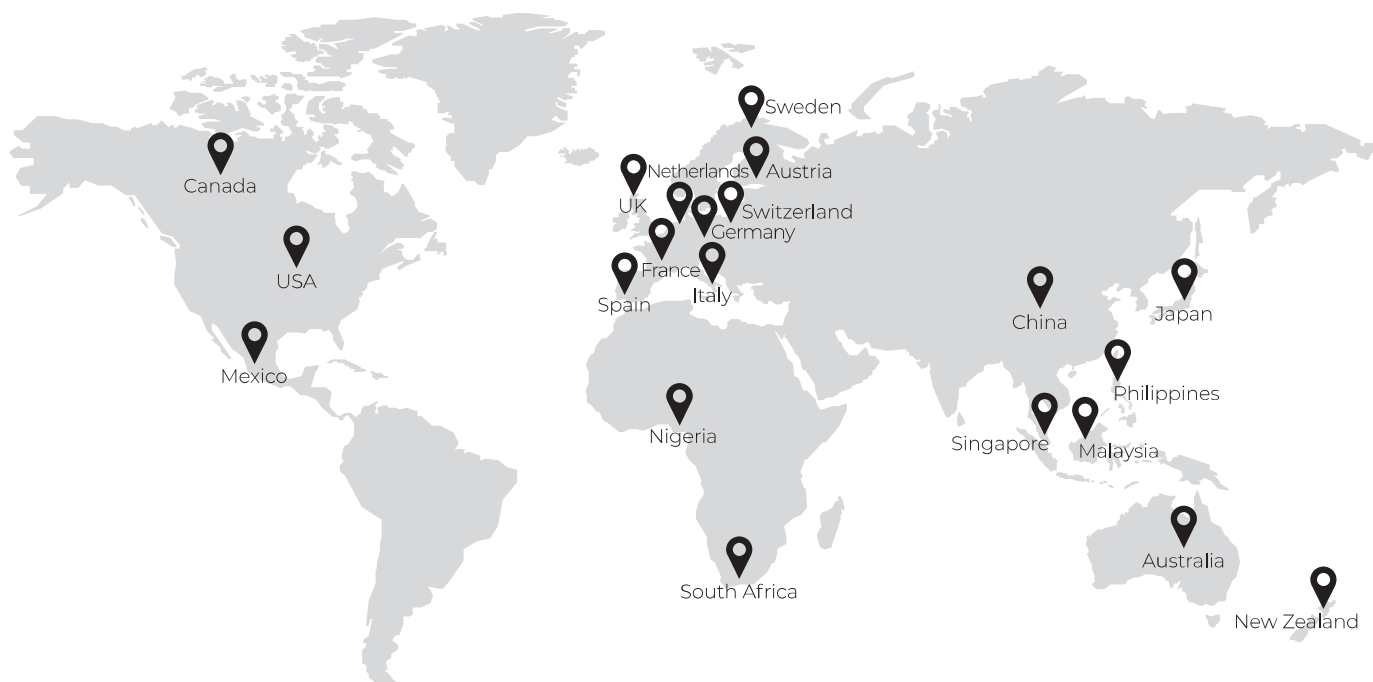 Sweden
Netherlands
Austria
Canada
UK
Switzerland
Germany
France
USA
Italy
Spain
China
Japan
Mexico
Philippines
Nigeria
Singapore
Malaysia
Australia
South Africa
New Zealand